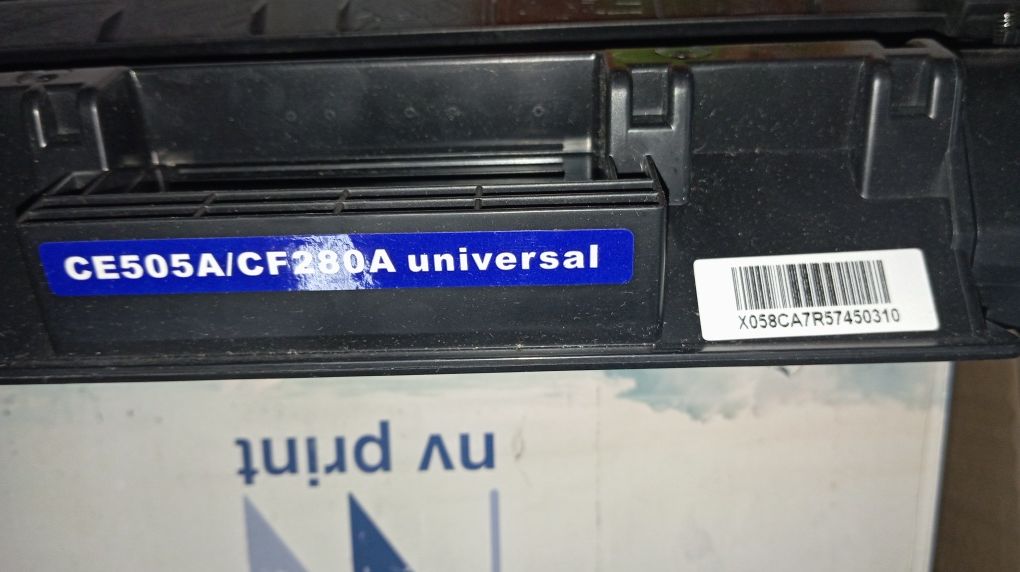 CE505A/CF280A universal
X058CA7R57450310
nv print